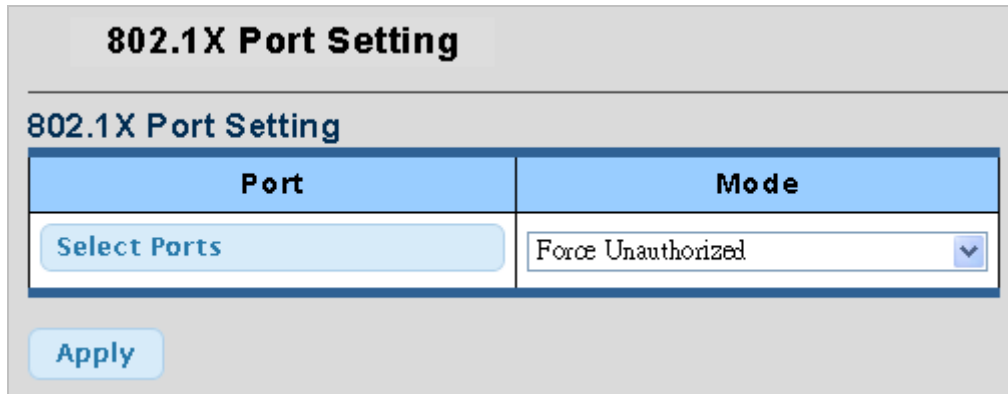 802.1X Port Setting
802.1X Port Setting
Port Mode
Select Ports Force Unauthorized
Apply